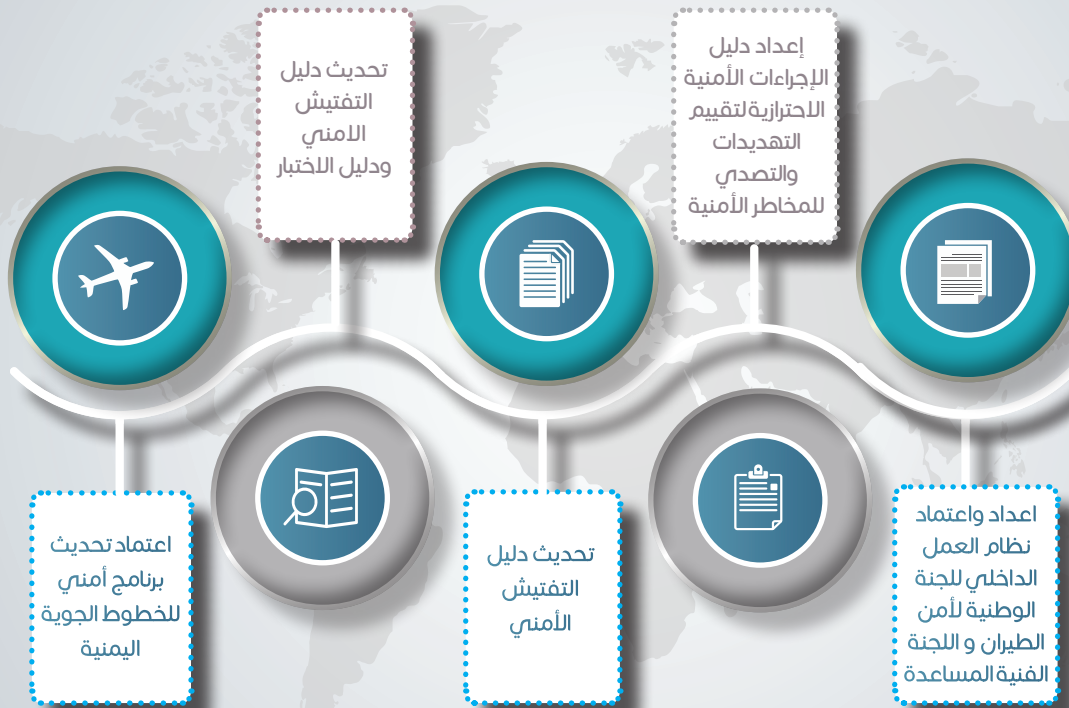 إعداد دليل
الإجراءات الأمنية
الاحترازية لتقييم
التهديدات
والتصدي
للمخاطر الأمنية
تحديث دليل
التفتيش
الامني
ودليل الاختبار
اعداد واعتماد
نظام العمل
الداخلي للجنة
الوطنية لأمن
الطيران و اللجنة
الفنية المساعدة
تحديث دليل
التفتيش
الأمني
اعتماد تحديث
برنامج أمني
للخطوط الجوية
اليمنية